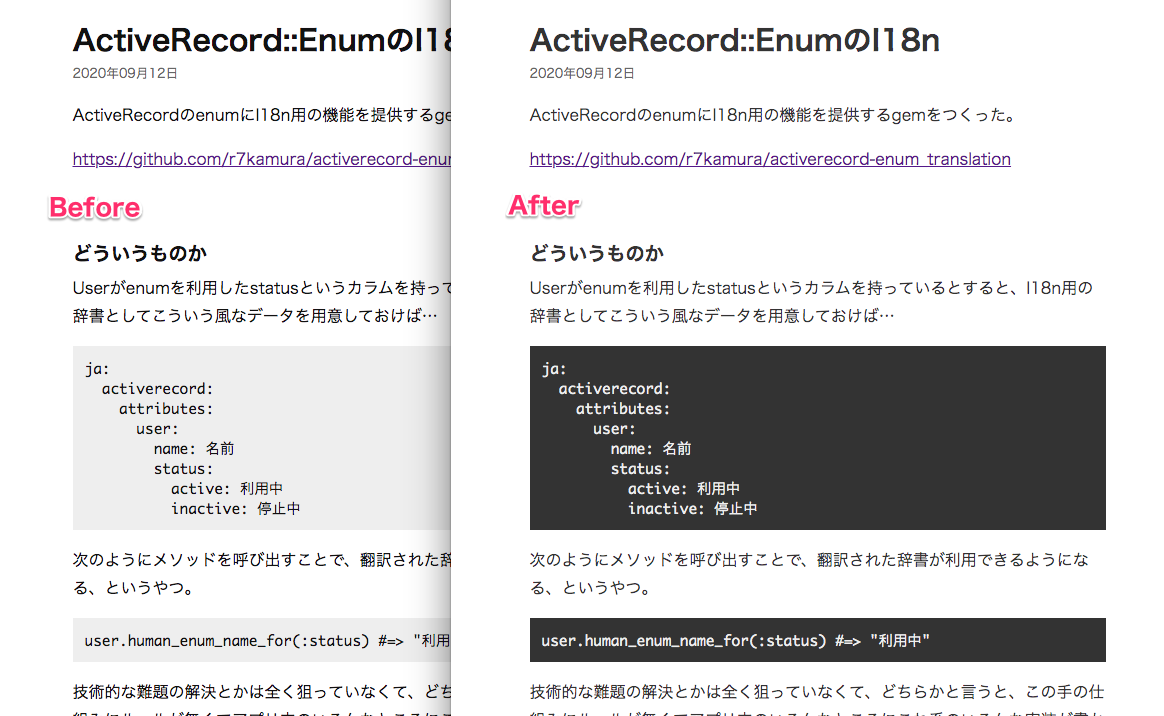 ActiveRecord::EnumのI18
2020年09月12日
ActiveRecordのenumにI18n用の機能を提供するge
https://github.com/r7kamura/activerecord-enu
Before
どういうものか
Userがenumを利用したstatusというカラムを持って
辞書としてこういう風なデータを用意しておけば…
ja:
activerecord:
attributes:
user:
name: 名前
status:
active: 利用中
inactive: 停止中
次のようにメソッドを呼び出すことで、翻訳された辞
る、というやつ。
user.human_enum_name_for(:status) #=> "利用
技術的な難題の解決とかは全く狙っていなくて、どち
ActiveRecord::EnumのI18n
2020年09月12日
ActiveRecordのenumにI18n用の機能を提供するgemをつくった。
https://github.com/r7kamura/activerecord-enum_translation
After
どういうものか
Userがenumを利用したstatusというカラムを持っているとすると、I18n用の
辞書としてこういう風なデータを用意しておけば…
ja:
activerecord:
attributes:
user:
name: 名前
status:
active: 利用中
inactive: 停止中
次のようにメソッドを呼び出すことで、翻訳された辞書が利用できるようにな
る、というやつ。
user.human_enum_name_for(:status) #=> "利用中"
技術的な難題の解決とかは全く狙っていなくて、どちらかと言うと、この手の仕